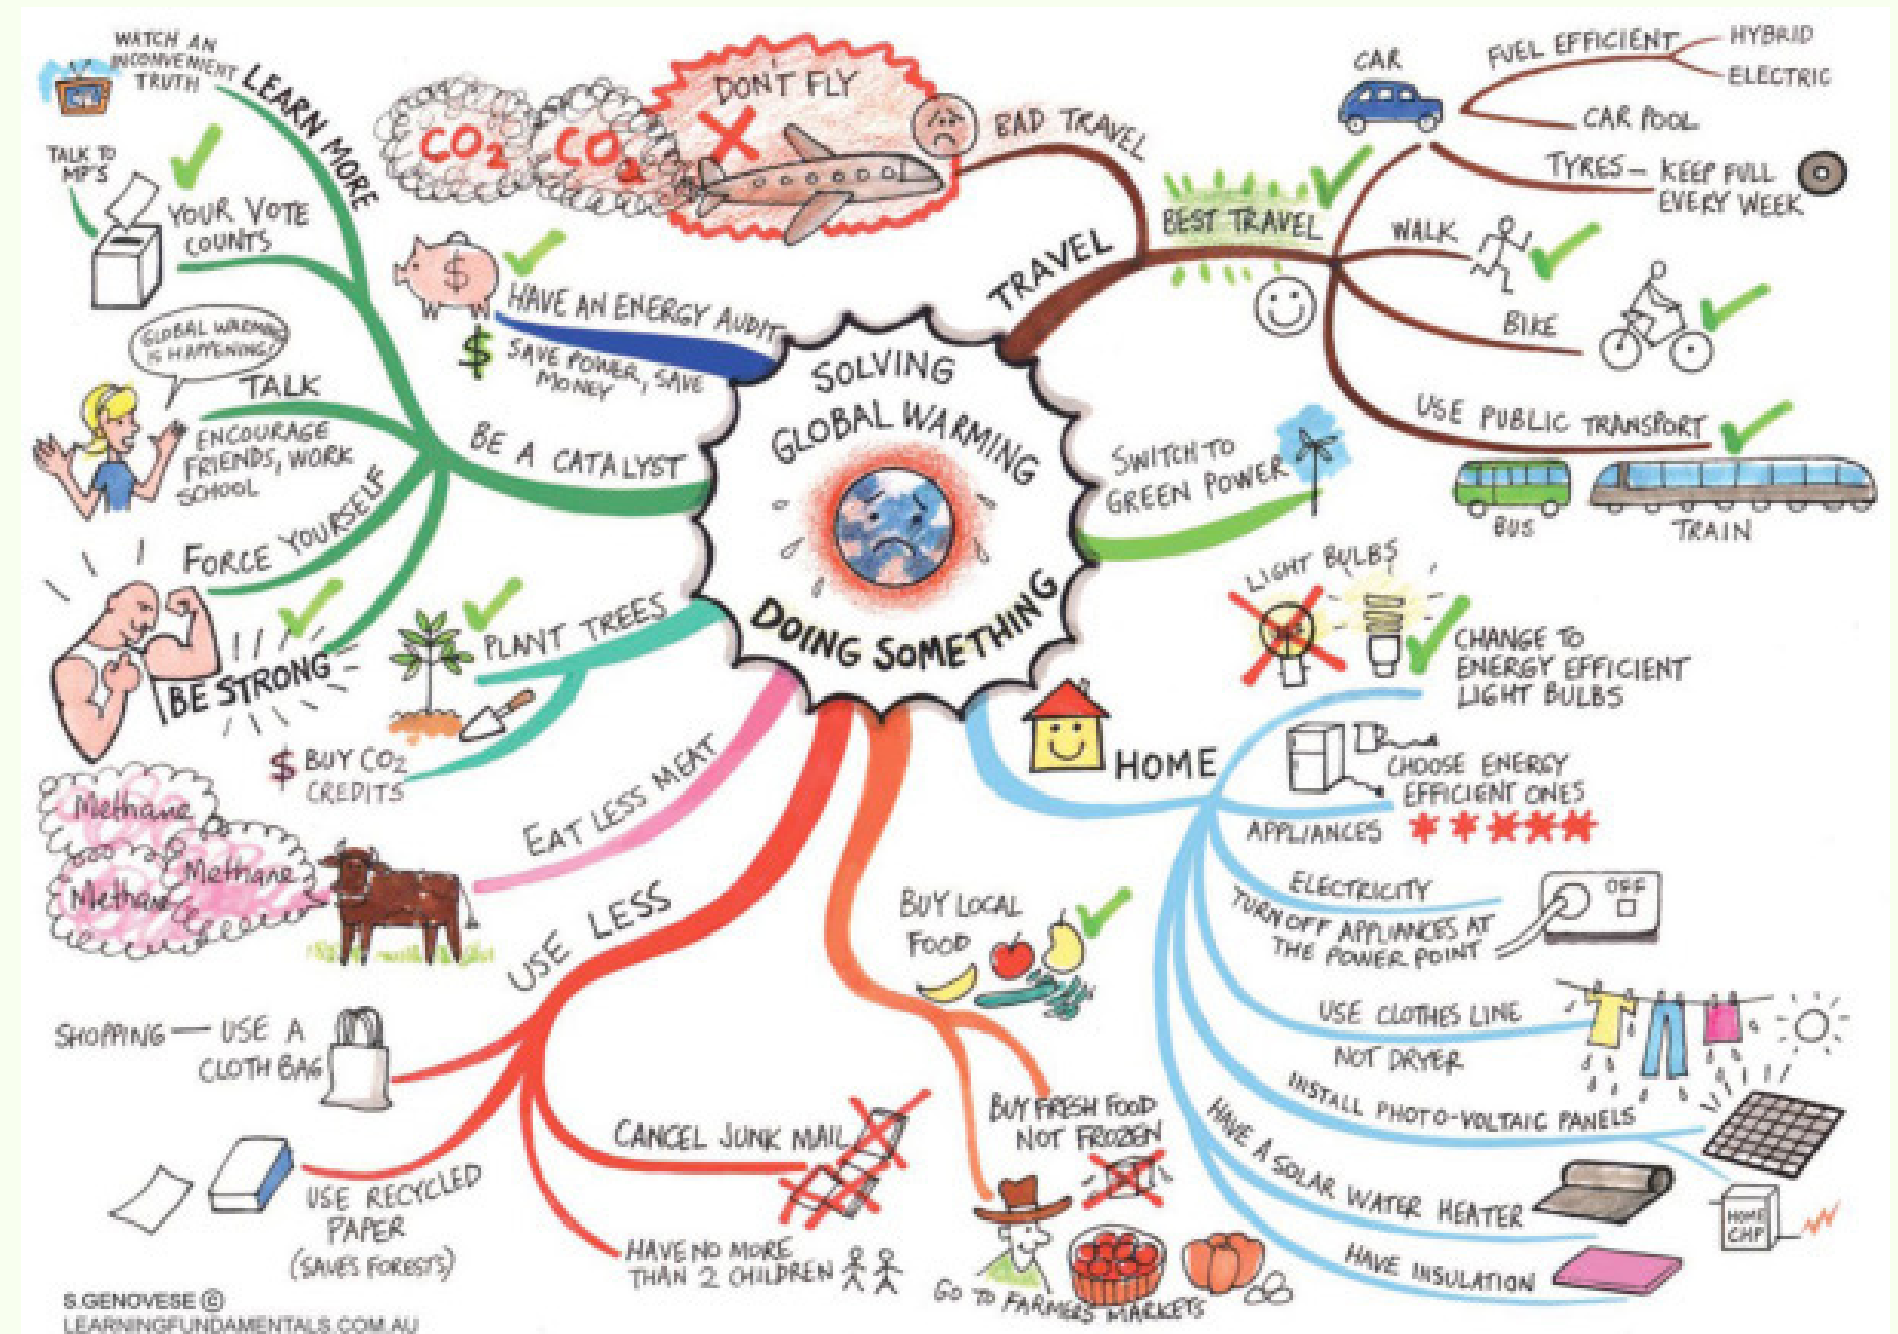 SOLVING
GLOBAL WARMING
DOING SOMETHING
TRAVEL
BAD TRAVEL
DON'T FLY
CO2
CO2
BEST TRAVEL
CAR
FUEL EFFICIENT
HYBRID
ELECTRIC
CAR POOL
TYRES — KEEP FULL
EVERY WEEK
WALK
BIKE
USE PUBLIC TRANSPORT
BUS
TRAIN
SWITCH TO
GREEN POWER
HOME
LIGHT BULBS
CHANGE TO
ENERGY EFFICIENT
LIGHT BULBS
CHOOSE ENERGY
EFFICIENT ONES
APPLIANCES
ELECTRICITY
OFF
TURN OFF APPLIANCES AT
THE POWER POINT
USE CLOTHES LINE
NOT DRYER
INSTALL PHOTO-VOLTAIC PANELS
HOME
CHP
HAVE A SOLAR WATER HEATER
HAVE INSULATION
BUY LOCAL
FOOD
BUY FRESH FOOD
NOT FROZEN
GO TO FARMERS MARKETS
USE LESS
SHOPPING — USE A
CLOTH BAG
USE RECYCLED
PAPER
(SAVES FORESTS)
CANCEL JUNK MAIL
HAVE NO MORE
THAN 2 CHILDREN
EAT LESS MEAT
Methane
Methane
Methane
PLANT TREES
$ BUY CO2
CREDITS
BE A CATALYST
LEARN MORE
WATCH AN
INCONVENIENT
TRUTH
TALK TO
MP'S
YOUR VOTE
COUNTS
GLOBAL WARMING
IS HAPPENING!
TALK
ENCOURAGE
FRIENDS, WORK
SCHOOL
FORCE YOURSELF
BE STRONG
$
HAVE AN ENERGY AUDIT
$ SAVE POWER, SAVE
MONEY
S.GENOVESE ©
LEARNINGFUNDAMENTALS.COM.AU